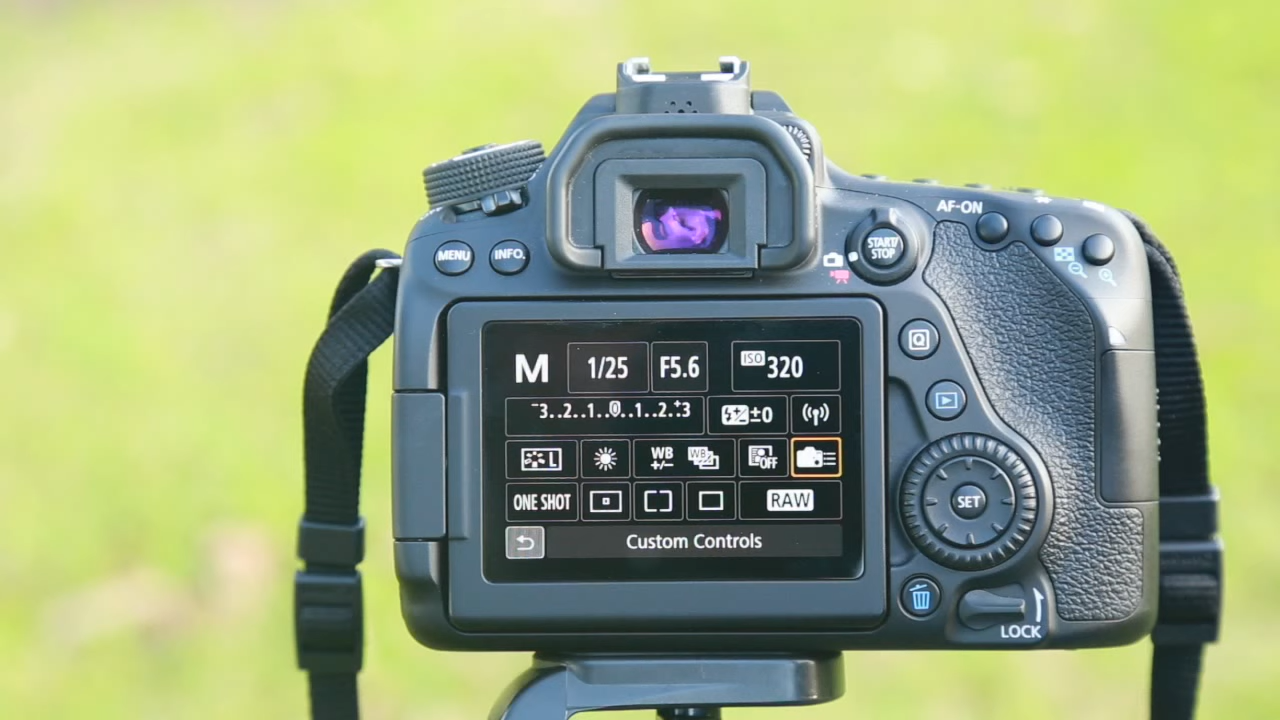 AF-ON
MENU
INFO.
START/
STOP
Q
M
1/25
F5.6
ISO
320
-3..2..1..0..1..2..+3
±0
L
WB
+/-
WB
OFF
ONE SHOT
RAW
Custom Controls
SET
LOCK